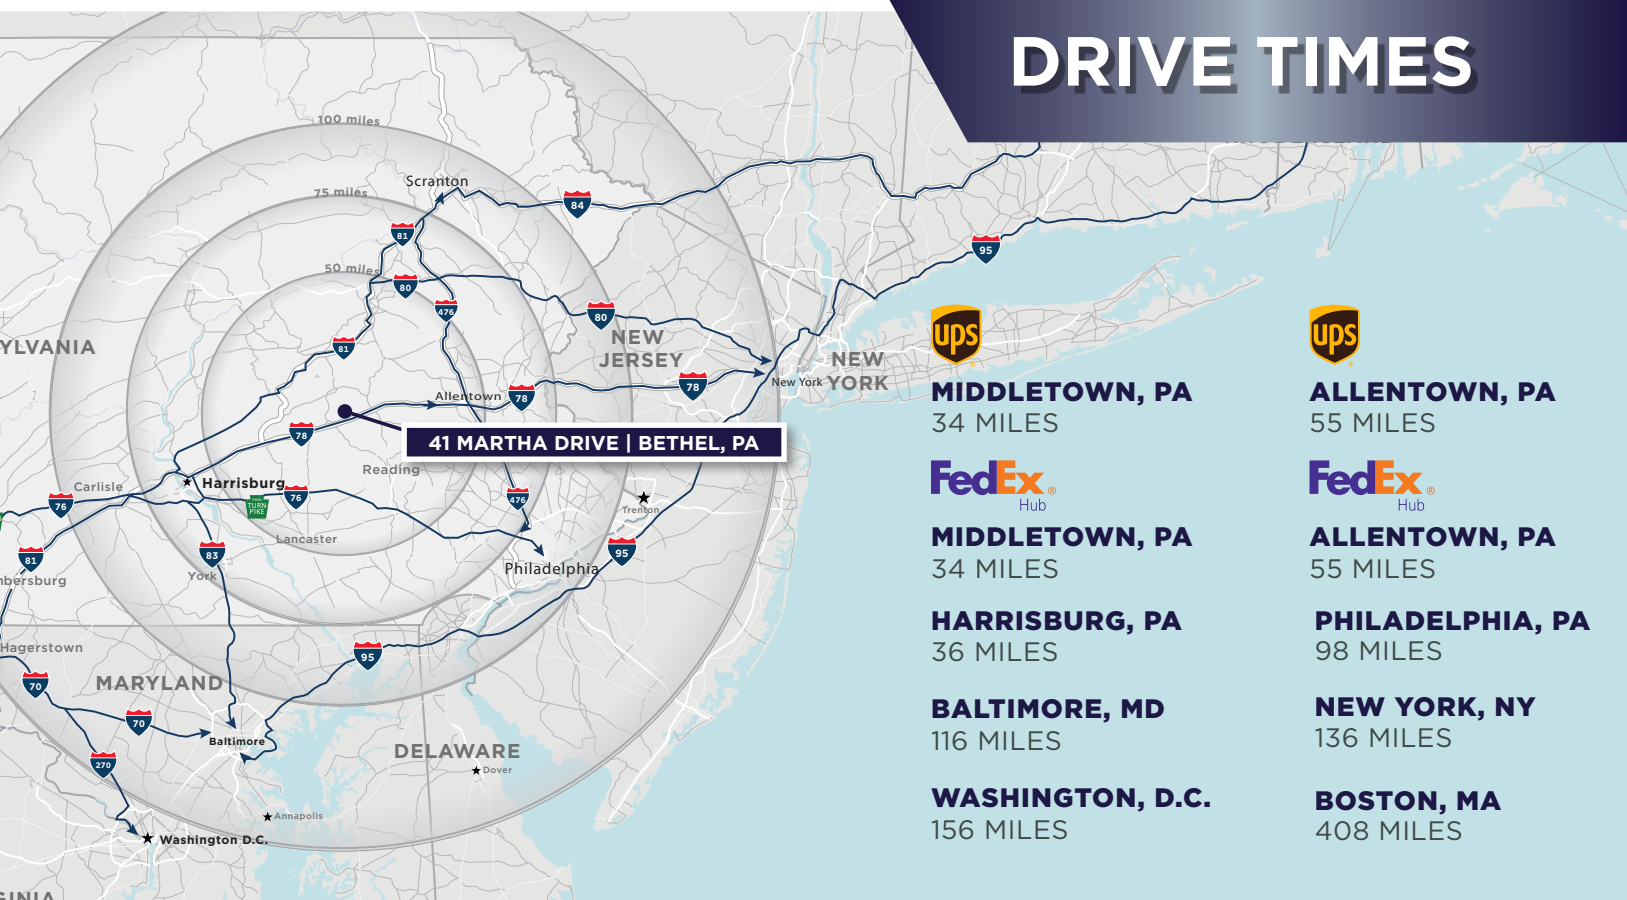 DRIVE TIMES
100 miles
75 miles
50 miles
Scranton
84
81
95
80
476
80
NEW
JERSEY
YLVANIA
81
NEW
YORK
New York
78
78
Allentown
78
41 MARTHA DRIVE | BETHEL, PA
Reading
Harrisburg
Carlisle
76
76
TURN
PIKE
476
Trenton
Lancaster
83
81
95
Philadelphia
York
mbersburg
Hagerstown
95
70
MARYLAND
70
Baltimore
270
DELAWARE
Dover
Annapolis
Washington D.C.
GINIA
ups
MIDDLETOWN, PA
34 MILES
ups
ALLENTOWN, PA
55 MILES
FedEx®
Hub
MIDDLETOWN, PA
34 MILES
FedEx®
Hub
ALLENTOWN, PA
55 MILES
HARRISBURG, PA
36 MILES
PHILADELPHIA, PA
98 MILES
BALTIMORE, MD
116 MILES
NEW YORK, NY
136 MILES
WASHINGTON, D.C.
156 MILES
BOSTON, MA
408 MILES